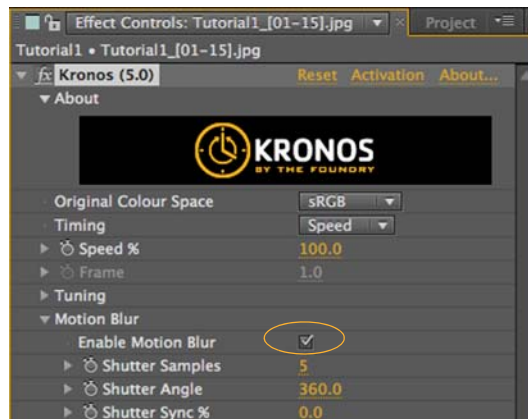 Effect Controls: Tutorial1_[01-15].jpg Project
Tutorial1 • Tutorial1_[01-15].jpg
fx Kronos (5.0) Reset Activation About...
About
KRONOS
BY THE FOUNDRY
Original Colour Space sRGB
Timing Speed
Speed % 100.0
Frame 1.0
Tuning
Motion Blur
Enable Motion Blur
Shutter Samples 5
Shutter Angle 360.0
Shutter Sync % 0.0